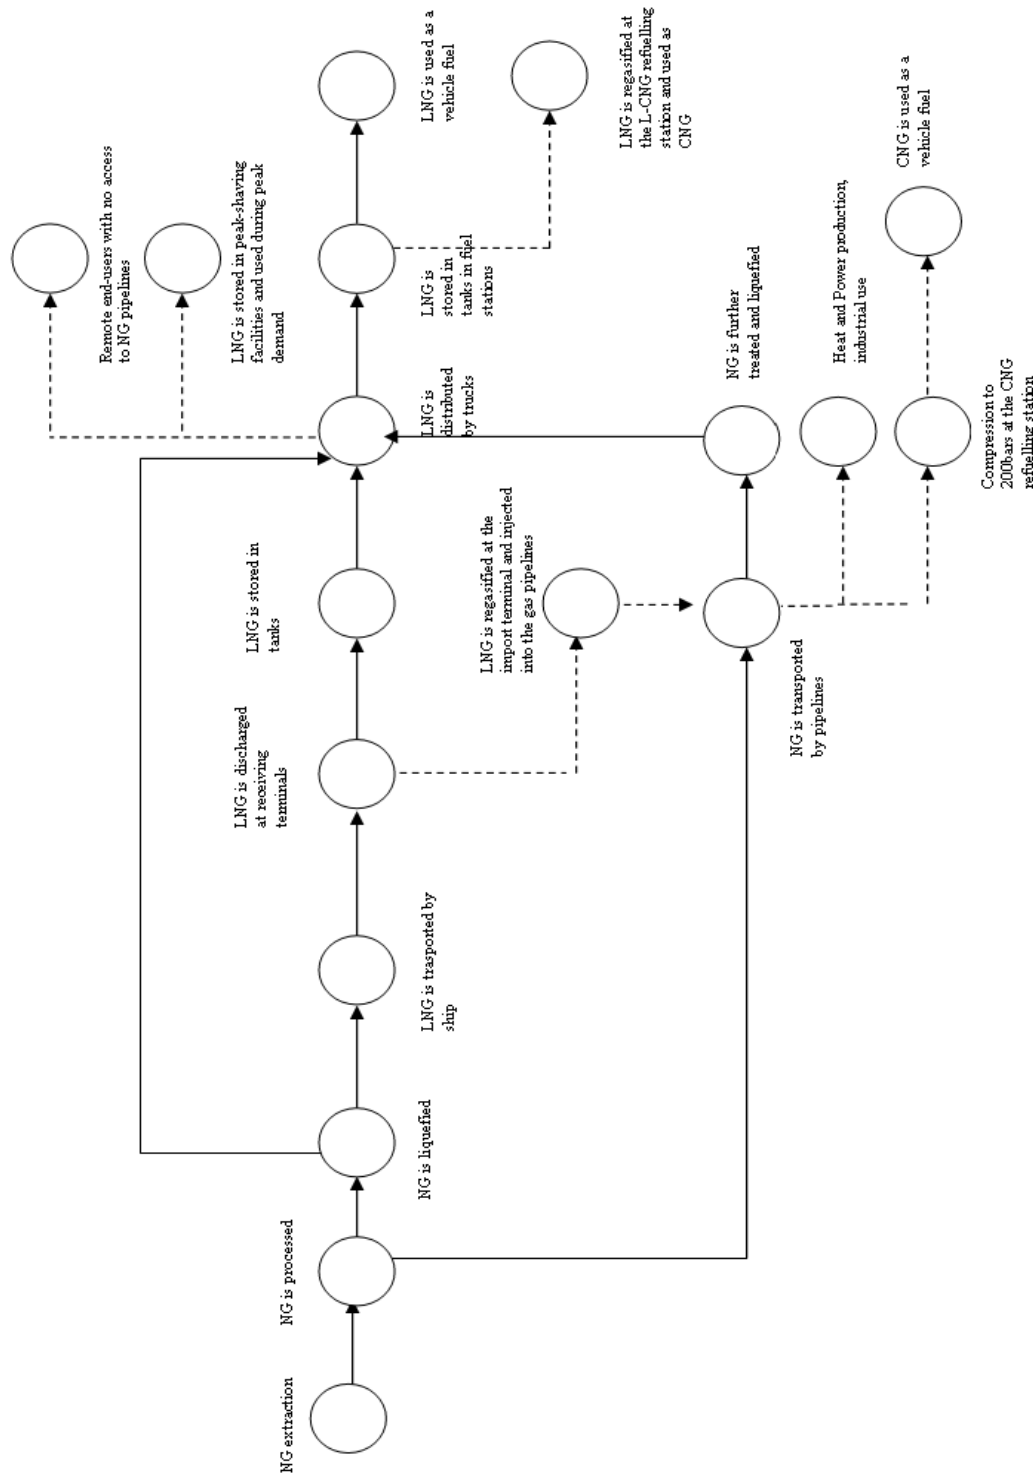 NG extraction
NG is processed
NG is liquefied
LNG is trasported by
ship
LNG is discharged
at receiving
terminals
LNG is stored in
tanks
LNG is distributed
by trucks
LNG is
stored in
tanks in fuel
stations
LNG is used as a
vehicle fuel
Remote end-users with no access
to NG pipelines
LNG is stored in peak-shaving
facilities and used during peak
demand
LNG is regasified at
the L-CNG refuelling
station and used as
CNG
LNG is regasified at the
import terminal and injected
into the gas pipelines
NG is transported
by pipelines
NG is further
treated and liquefied
Heat and Power production,
industrial use
Compression to
200bars at the CNG
refuelling station
CNG is used as a
vehicle fuel